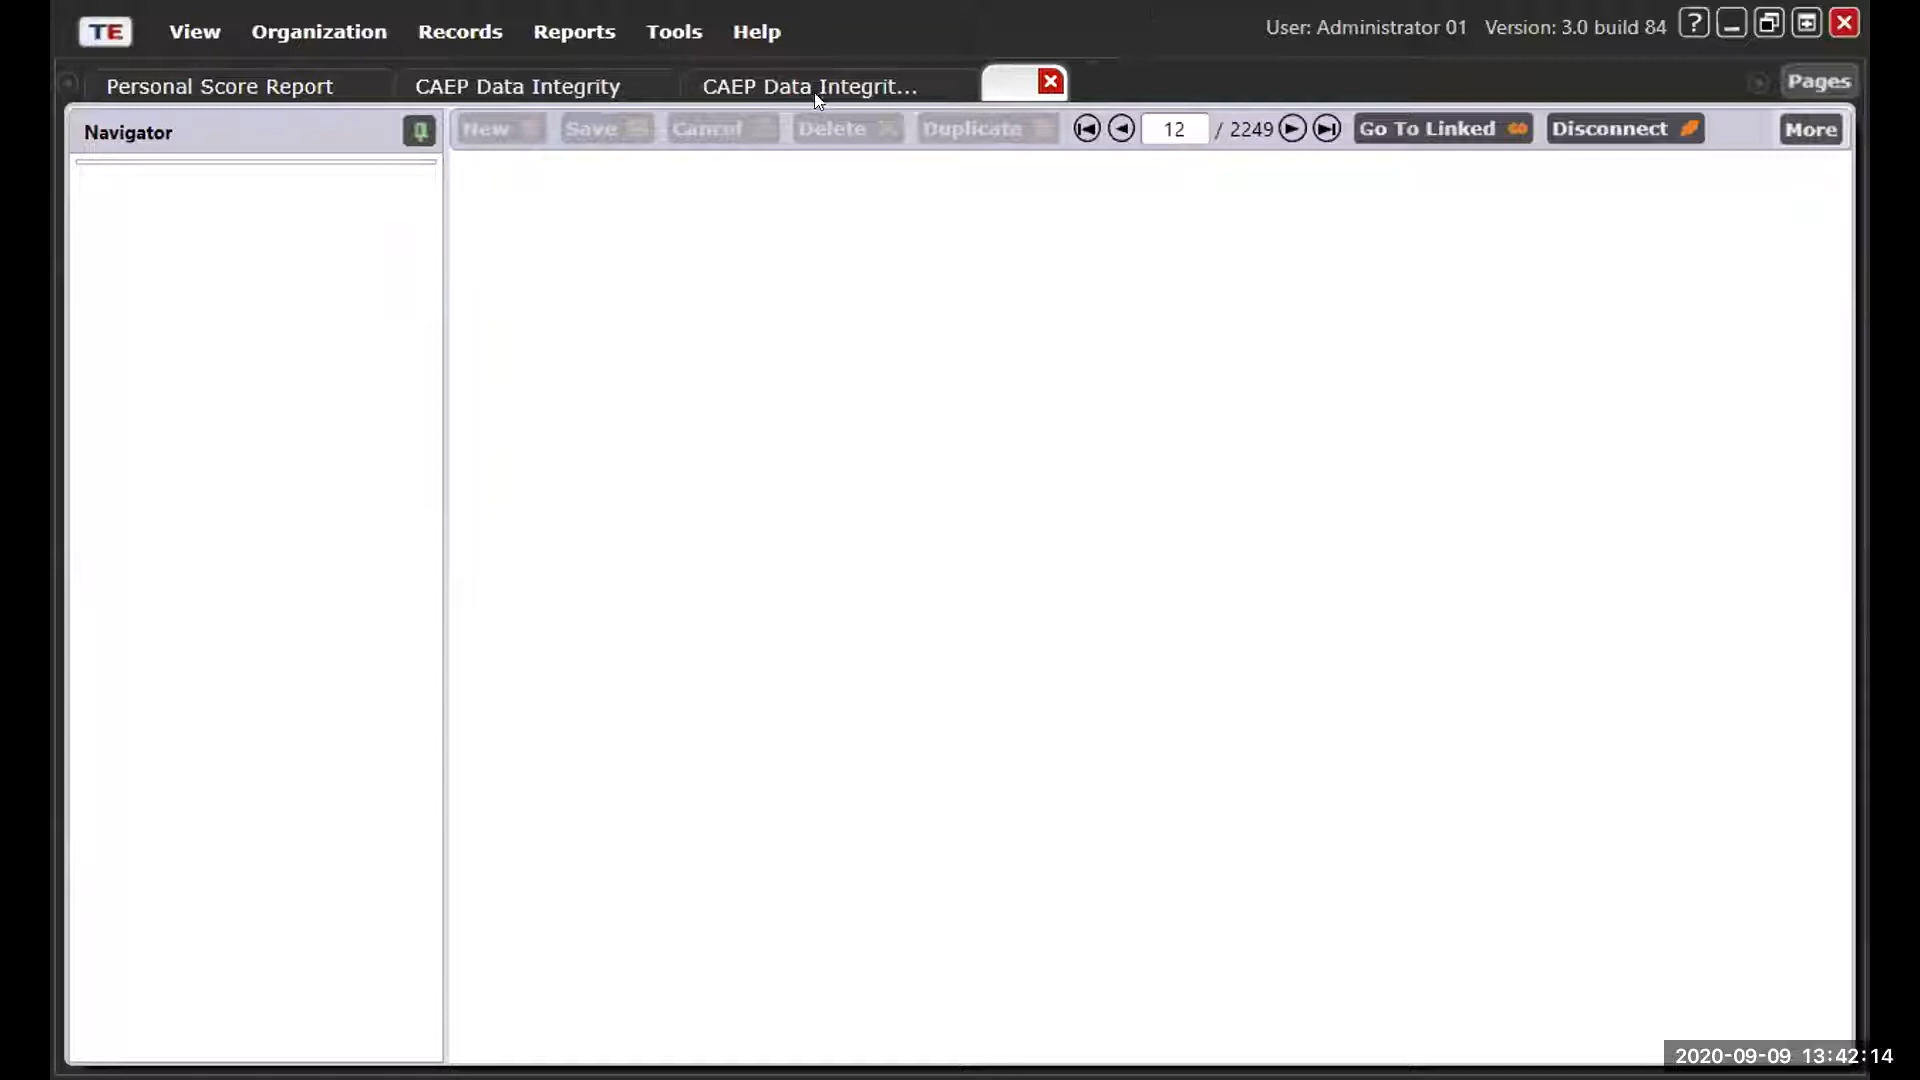 TE View Organization Records Reports Tools Help User: Administrator 01 Version: 3.0 build 84 ?
Personal Score Report CAEP Data Integrity CAEP Data Integrit... Pages
Navigator New Save Cancel Delete Duplicate 12 / 2249 Go To Linked Disconnect More
2020-09-09 13:42:14